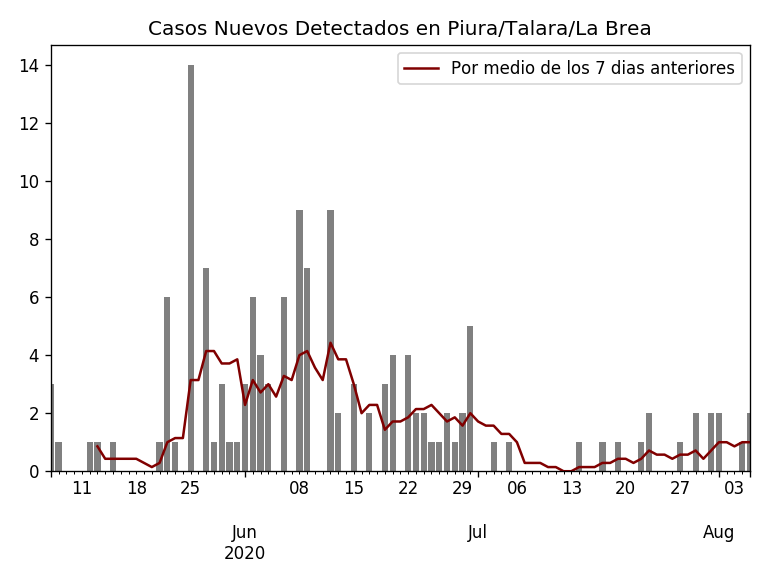 Casos Nuevos Detectados en Piura/Talara/La Brea
Por medio de los 7 dias anteriores
14
12
10
8
6
4
2
0
11 18 25 08 15 22 29 06 13 20 27 03
Jun Jul Aug
2020